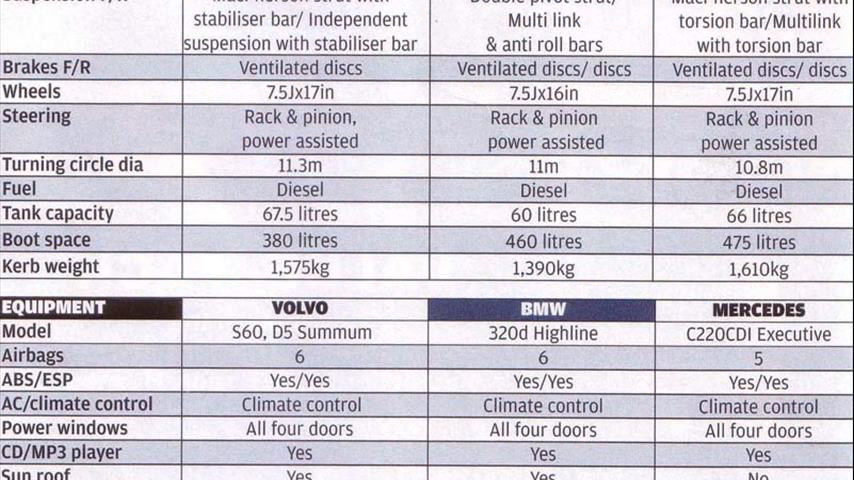 stabiliser bar/ Independent Multi link torsion bar/Multilink
suspension with stabiliser bar & anti roll bars with torsion bar
Brakes F/R Ventilated discs Ventilated discs/ discs Ventilated discs/ discs
Wheels 7.5Jx17in 7.5Jx16in 7.5Jx17in
Steering Rack & pinion, Rack & pinion Rack & pinion
power assisted power assisted power assisted
Turning circle dia 11.3m 11m 10.8m
Fuel Diesel Diesel Diesel
Tank capacity 67.5 litres 60 litres 66 litres
Boot space 380 litres 460 litres 475 litres
Kerb weight 1,575kg 1,390kg 1,610kg
EQUIPMENT VOLVO BMW MERCEDES
Model S60, D5 Summum 320d Highline C220CDI Executive
Airbags 6 6 5
ABS/ESP Yes/Yes Yes/Yes Yes/Yes
AC/climate control Climate control Climate control Climate control
Power windows All four doors All four doors All four doors
CD/MP3 player Yes Yes Yes
Sun roof Yes Yes No